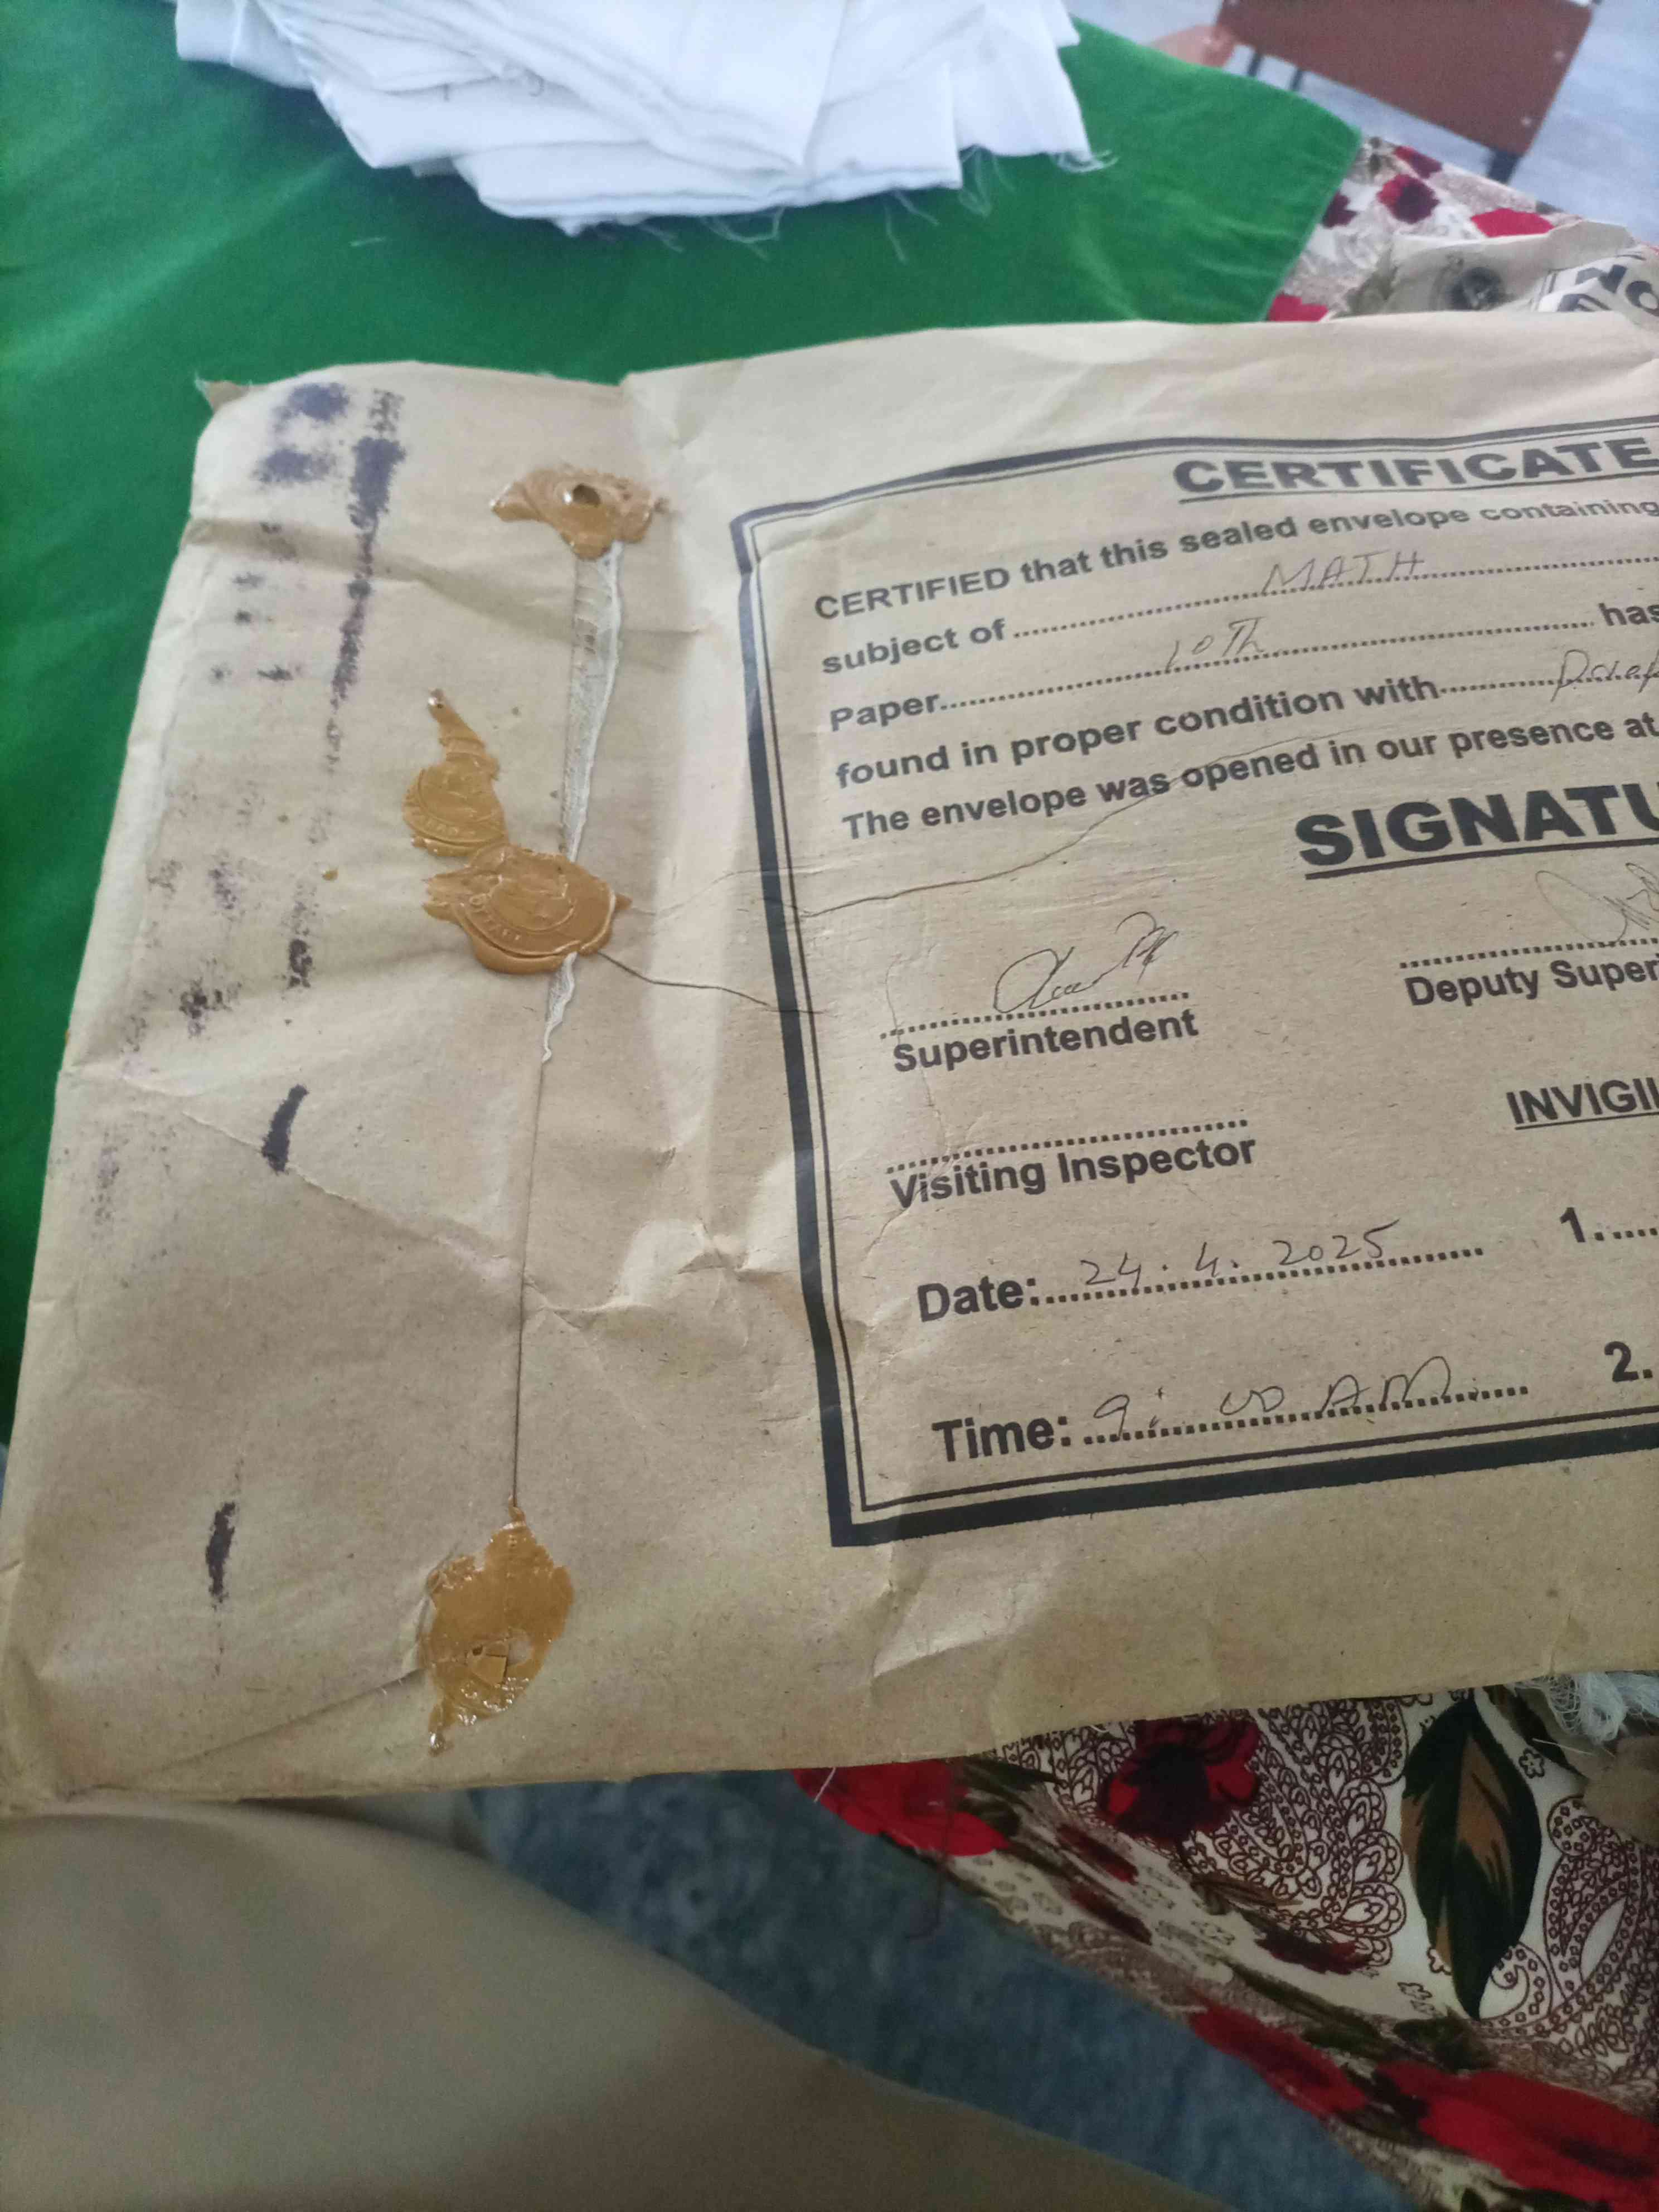 CERTIFICATE
CERTIFIED that this sealed envelope containing
subject of MATH
Paper 10th has
found in proper condition with
The envelope was opened in our presence at
SIGNATU
Superintendent
Deputy Super
Visiting Inspector
INVIGIL
Date: 24.4.2025
1.
Time: 9:00 AM
2.